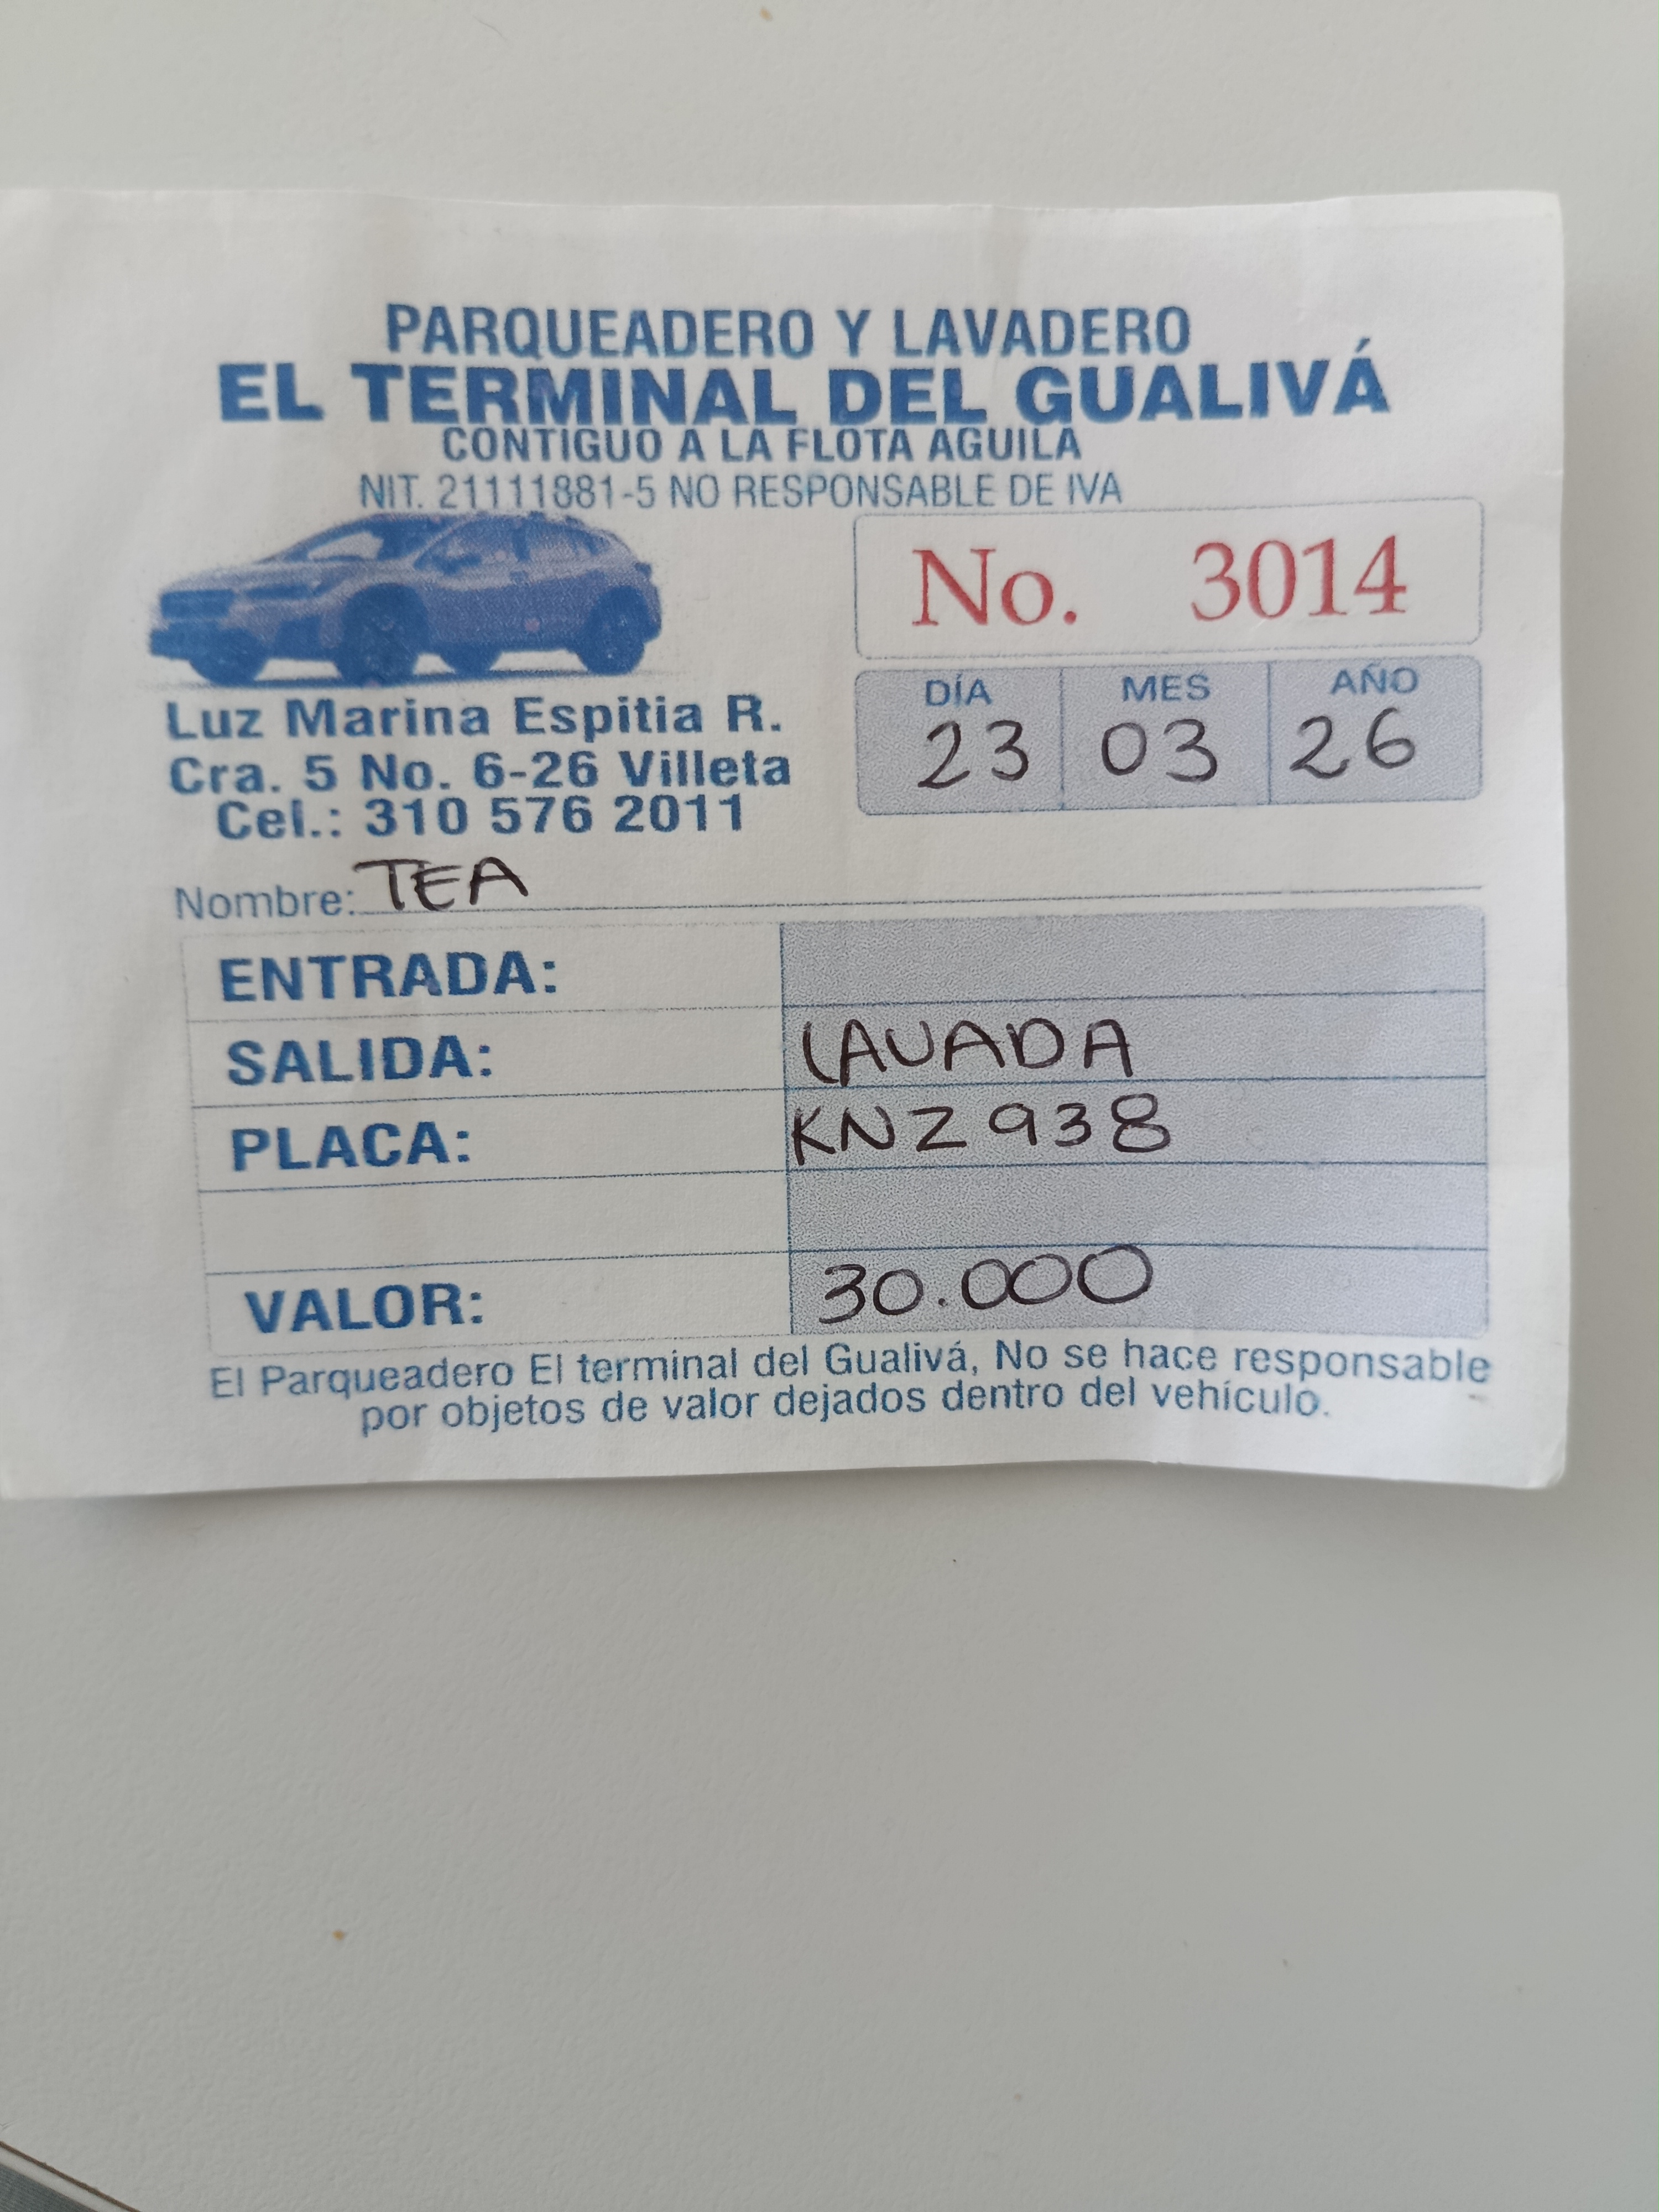 PARQUEADERO Y LAVADERO
EL TERMINAL DEL GUALIVÁ
CONTIGUO A LA FLOTA AGUILA
NIT. 21111881-5 NO RESPONSABLE DE IVA
No. 3014
DÍA MES AÑO
23 03 26
Luz Marina Espitia R.
Cra. 5 No. 6-26 Villeta
Cel.: 310 576 2011
Nombre: TEA
ENTRADA:
SALIDA: LAVADA
PLACA: KNZ938
VALOR: 30.000
El Parqueadero El terminal del Gualivá, No se hace responsable
por objetos de valor dejados dentro del vehículo.